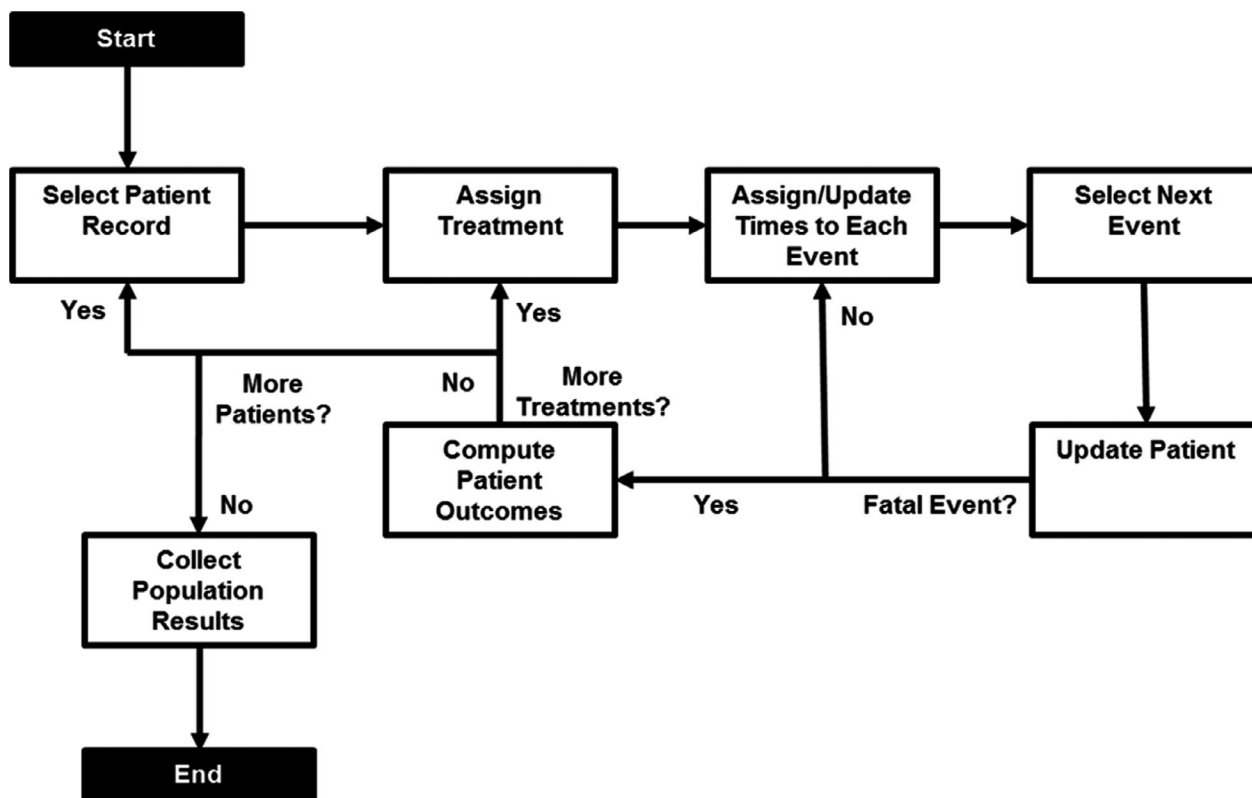 Start
Select Patient
Record
Assign
Treatment
Assign/Update
Times to Each
Event
Select Next
Event
Yes
Yes
No
More
Patients?
No
More
Treatments?
Compute
Patient
Outcomes
Yes
Fatal Event?
Update Patient
No
Collect
Population
Results
End